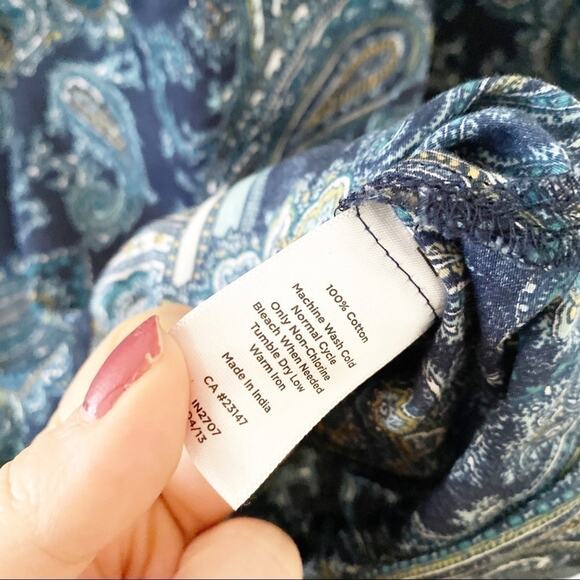 100% Cotton
Machine Wash Cold
Normal Cycle
Only Non-Chlorine
Bleach When Needed
Tumble Dry Low
Warm Iron
Made In India
CA #23147
IN2707
04/13